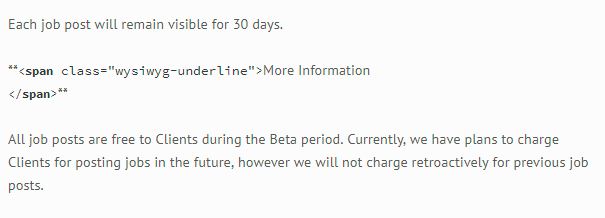 Each job post will remain visible for 30 days.
**<span class="wysiwyg-underline">More Information
</span>**
All job posts are free to Clients during the Beta period. Currently, we have plans to charge
Clients for posting jobs in the future, however we will not charge retroactively for previous job
posts.